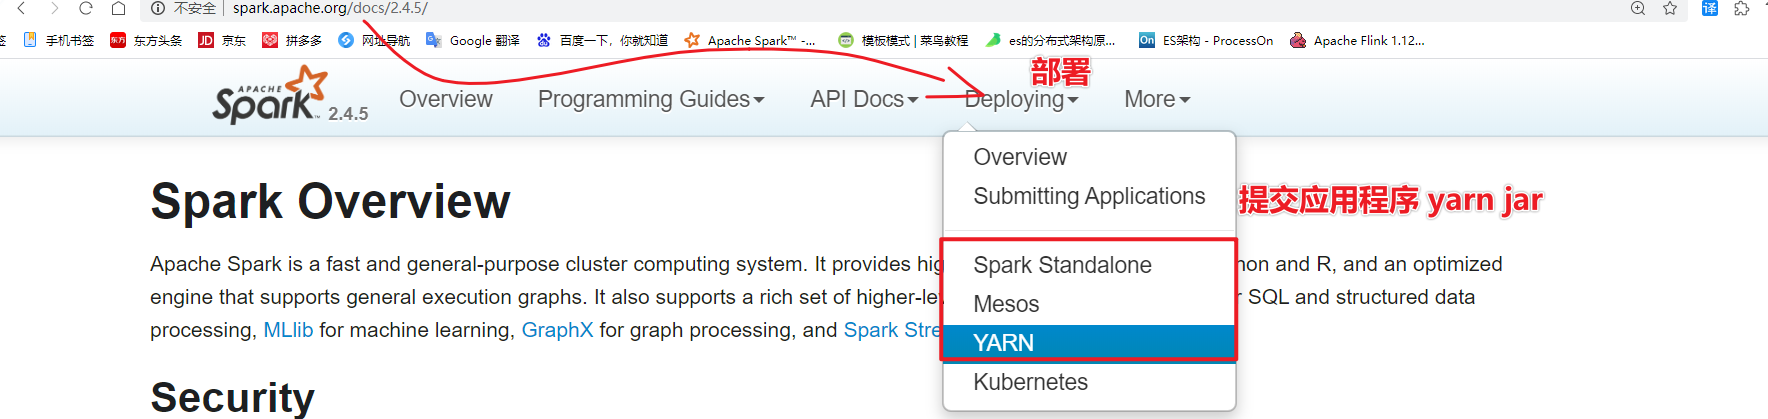 不安全 spark.apache.org/docs/2.4.5/
签 手机书签 东方 东方头条 JD 京东 拼多多 网址导航 Google 翻译 百度一下，你就知道 Apache Spark™ -... 模板模式 | 菜鸟教程 es的分布式架构原... On ES架构 - ProcessOn Apache Flink 1.12...
译
部署
APACHE Spark™ 2.4.5 Overview Programming Guides API Docs Deploying More
Overview
Submitting Applications
提交应用程序 yarn jar
Spark Standalone
Mesos
YARN
Kubernetes
Spark Overview
Apache Spark is a fast and general-purpose cluster computing system. It provides hig hon and R, and an optimized
engine that supports general execution graphs. It also supports a rich set of higher-le r SQL and structured data
processing, MLlib for machine learning, GraphX for graph processing, and Spark Stre
Security